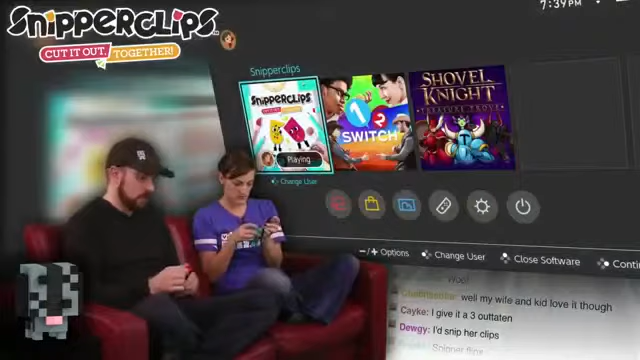 SNIPPERCLIPS
CUT IT OUT, TOGETHER!
7:39 PM
Snipperclips
SNIPPERCLIPS
Playing
Change User
1 2
SWITCH
SHOVEL
KNIGHT
TREASURE TROVE
−/+ Options
Change User
Close Software
Conti
well my wife and kid love it though
Cayke: I give it a 3 outtaten
Dewgy: I'd snip her clips